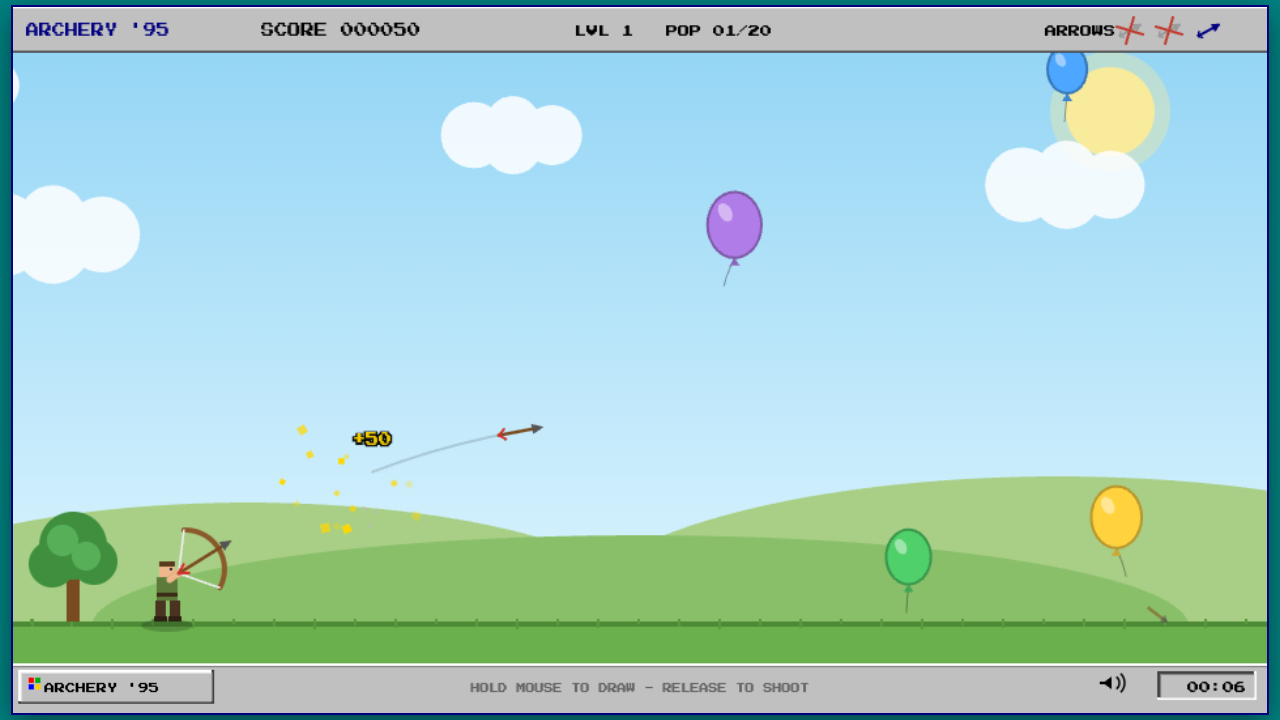 ARCHERY '95 SCORE 000050 LVL 1 POP 01/20 ARROWS
+50
ARCHERY '95 HOLD MOUSE TO DRAW - RELEASE TO SHOOT 00:06